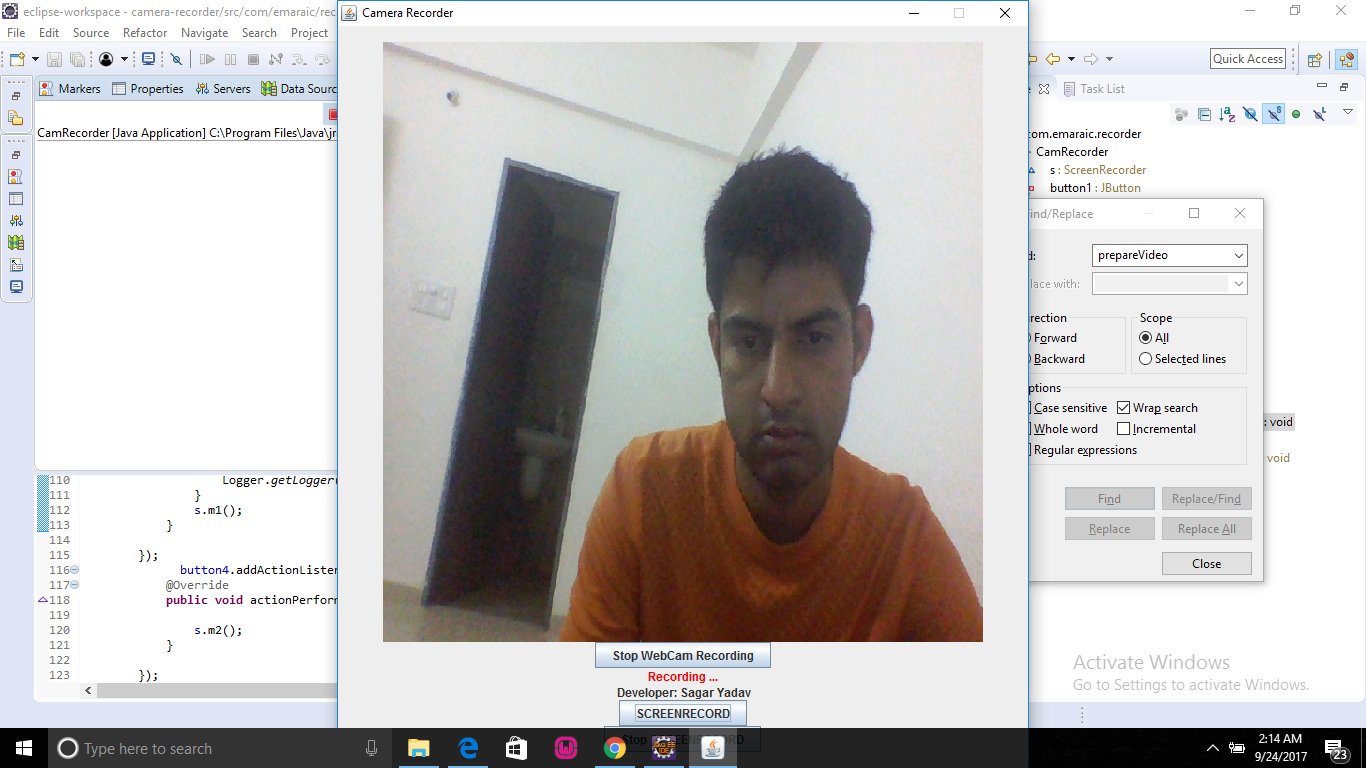 eclipse-workspace - camera-recorder/src/com/emaraic/rec
Camera Recorder
File Edit Source Refactor Navigate Search Project
Quick Access
Markers Properties Servers Data Sourc
Task List
CamRecorder [Java Application] C:\Program Files\Java\jr
com.emaraic.recorder
CamRecorder
s : ScreenRecorder
button1 : JButton
ind/Replace
d: prepareVideo
lace with:
rection Scope
Forward All
Backward Selected lines
ptions
Case sensitive Wrap search
: void
Whole word Incremental
Regular expressions
void
Find Replace/Find
Replace Replace All
Close
110 Logger.getLogger(
111 }
112 s.m1();
113 }
114
115 });
116 button4.addActionListen
117 @Override
118 public void actionPerform
119
120 s.m2();
121 }
122
123 });
Stop WebCam Recording
Recording ...
Developer: Sagar Yadav
SCREENRECORD
Activate Windows
Go to Settings to activate Windows.
Type here to search
2:14 AM
9/24/2017
23